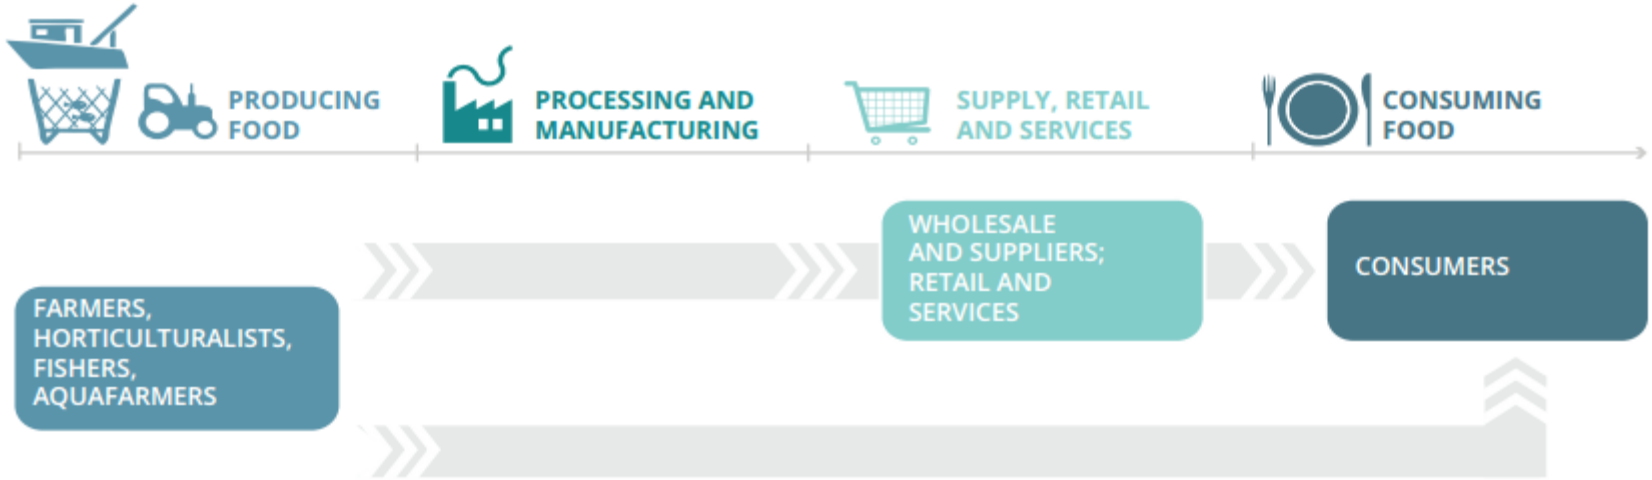 PRODUCING
FOOD
PROCESSING AND
MANUFACTURING
SUPPLY, RETAIL
AND SERVICES
CONSUMING
FOOD
FARMERS,
HORTICULTURALISTS,
FISHERS,
AQUAFARMERS
WHOLESALE
AND SUPPLIERS;
RETAIL AND
SERVICES
CONSUMERS